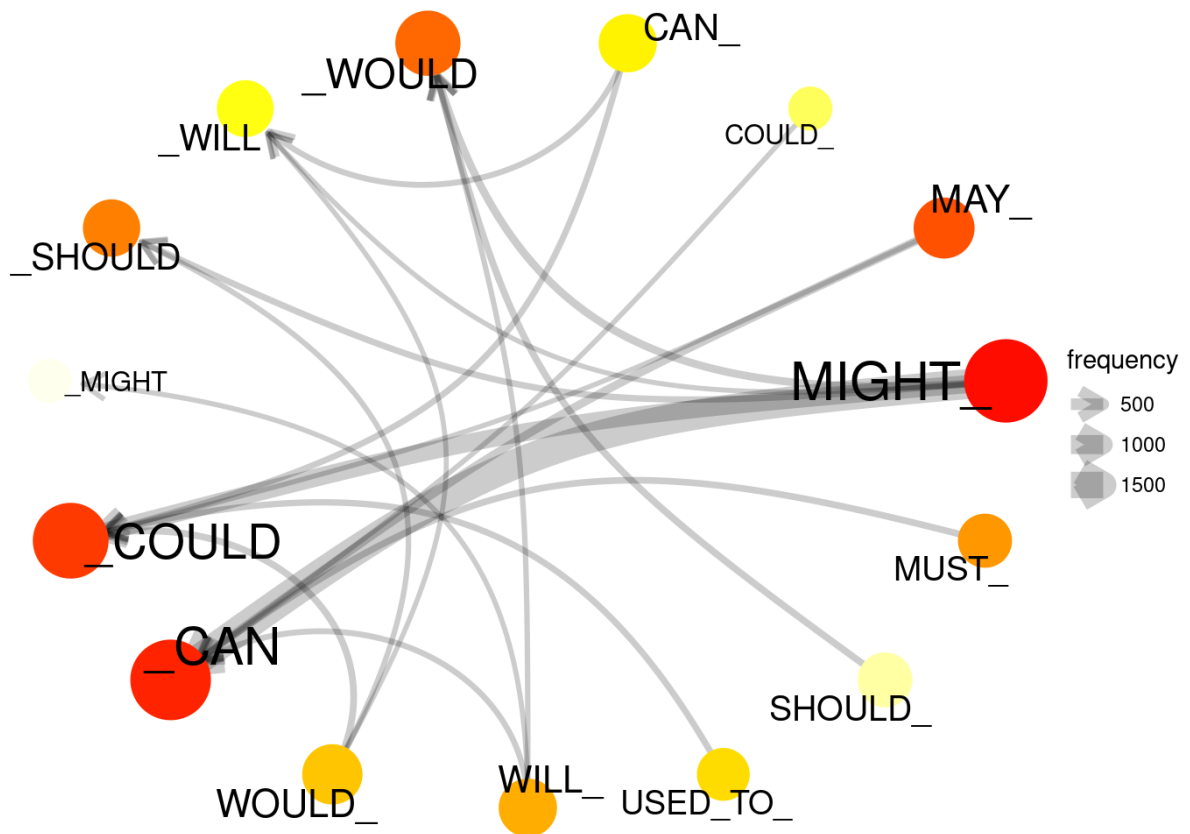 CAN_
_WOULD
COULD_
_WILL
MAY_
_SHOULD
frequency
_MIGHT
MIGHT_
500
1000
1500
_COULD
MUST_
_CAN
SHOULD_
WILL_
WOULD_
USED_TO_